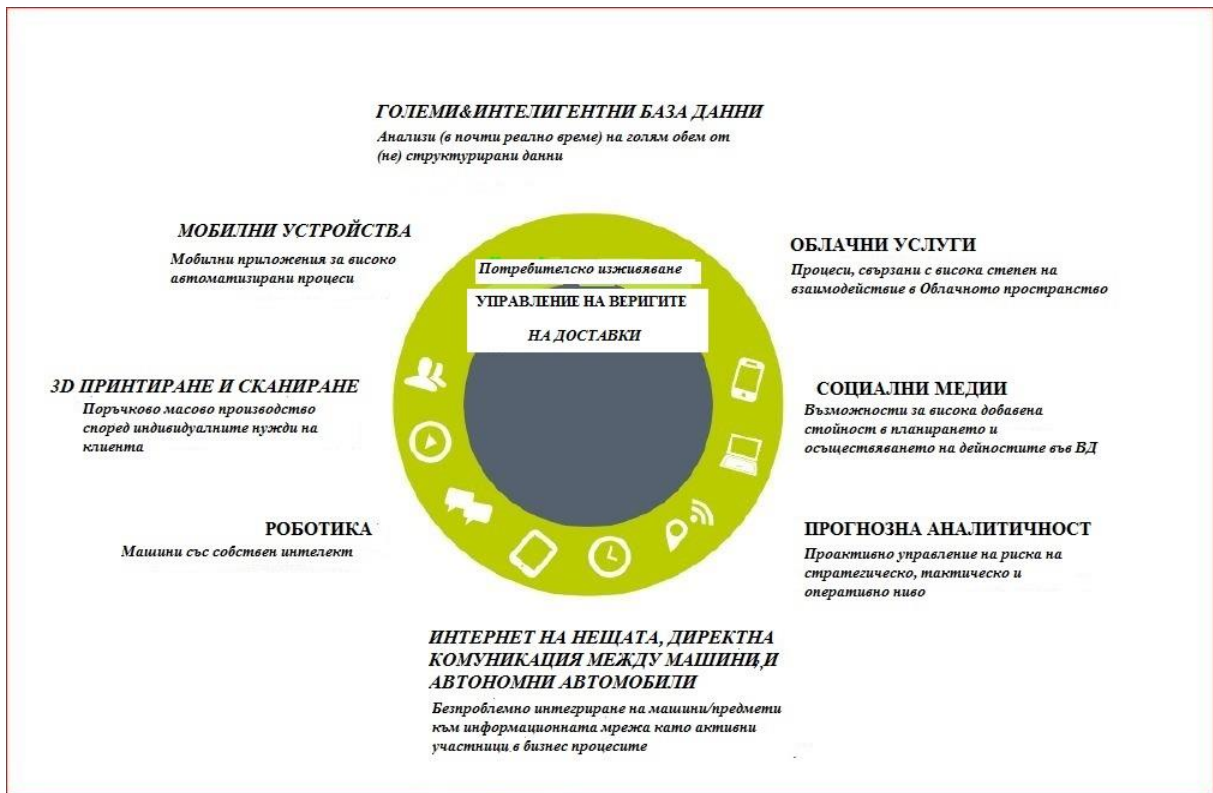 ГОЛЕМИ&ИНТЕЛИГЕНТНИ БАЗА ДАННИ
Анализи (в почти реално време) на голям обем от
(не) структурирани данни
МОБИЛНИ УСТРОЙСТВА
Мобилни приложения за високо
автоматизирани процеси
ОБЛАЧНИ УСЛУГИ
Процеси, свързани с висока степен на
взаимодействие в Облачното пространство
Потребителско изживяване
УПРАВЛЕНИЕ НА ВЕРИГИТЕ
НА ДОСТАВКИ
3D ПРИНТИРАНЕ И СКАНИРАНЕ
Поръчково масово производство
според индивидуалните нужди на
клиента
СОЦИАЛНИ МЕДИИ
Възможности за висока добавена
стойност в планирането и
осъществяването на дейностите във ВД
РОБОТИКА
Машини със собствен интелект
ПРОГНОЗНА АНАЛИТИЧНОСТ
Проактивно управление на риска на
стратегическо, тактическо и
оперативно ниво
ИНТЕРНЕТ НА НЕЩАТА, ДИРЕКТНА
КОМУНИКАЦИЯ МЕЖДУ МАШИНИ, И
АВТОНОМНИ АВТОМОБИЛИ
Безпроблемно интегриране на машини/предмети
към информационната мрежа като активни
участници в бизнес процесите